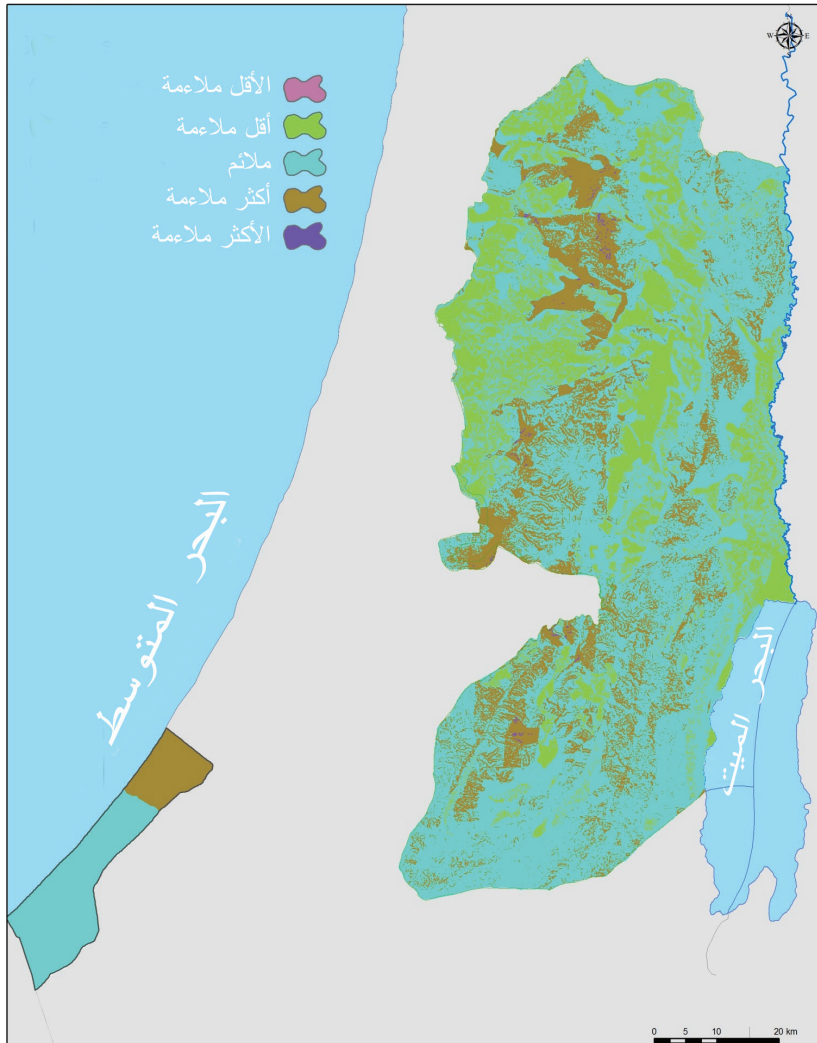 W E
الأقل ملاءمة
أقل ملاءمة
ملائم
أكثر ملاءمة
الأكثر ملاءمة
البحر المتوسط
البحر الميت
0 5 10 20 km